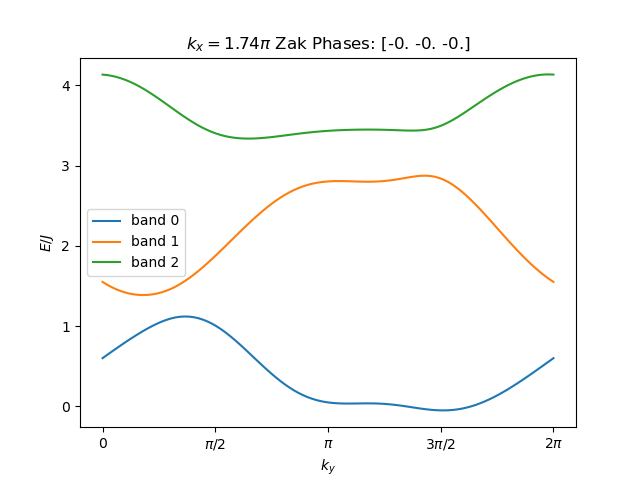 $k_x = 1.74\pi$ Zak Phases: [-0. -0. -0.]
4
3
2
1
0
E/J
band 0
band 1
band 2
0
π/2
π
3π/2
2π
$k_y$